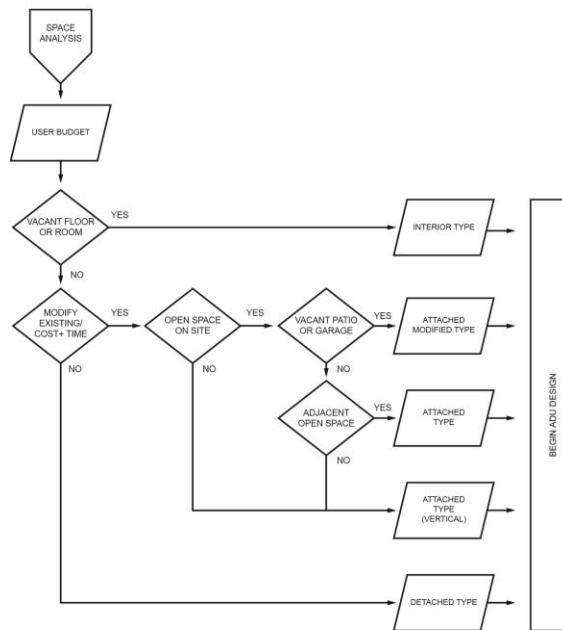 SPACE
ANALYSIS
USER BUDGET
VACANT FLOOR
OR ROOM
YES
INTERIOR TYPE
NO
MODIFY
EXISTING/
COST+ TIME
YES
OPEN SPACE
ON SITE
YES
VACANT PATIO
OR GARAGE
YES
ATTACHED
MODIFIED TYPE
NO
NO
NO
ADJACENT
OPEN SPACE
YES
ATTACHED
TYPE
NO
ATTACHED
TYPE
(VERTICAL)
DETACHED TYPE
BEGIN ADU DESIGN